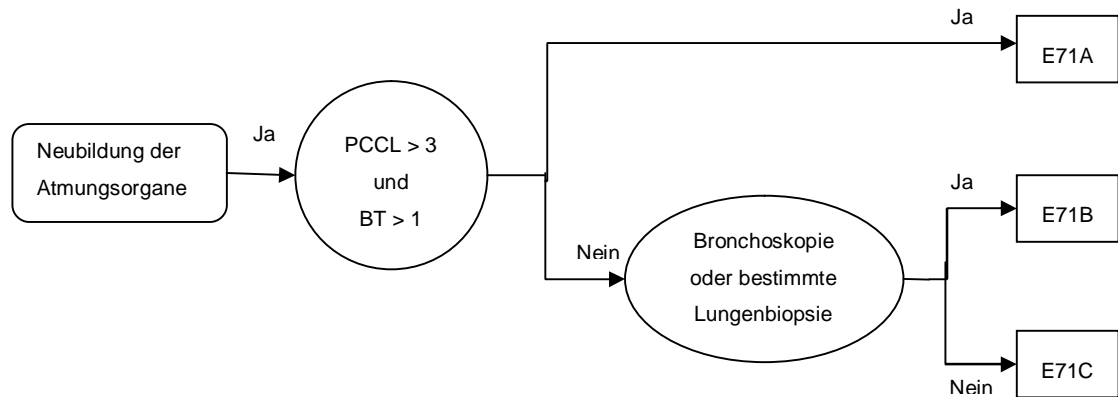 Neubildung der
Atmungsorgane
Ja
PCCL > 3
und
BT > 1
Ja
E71A
Nein
Bronchoskopie
oder bestimmte
Lungenbiopsie
Ja
E71B
Nein
E71C